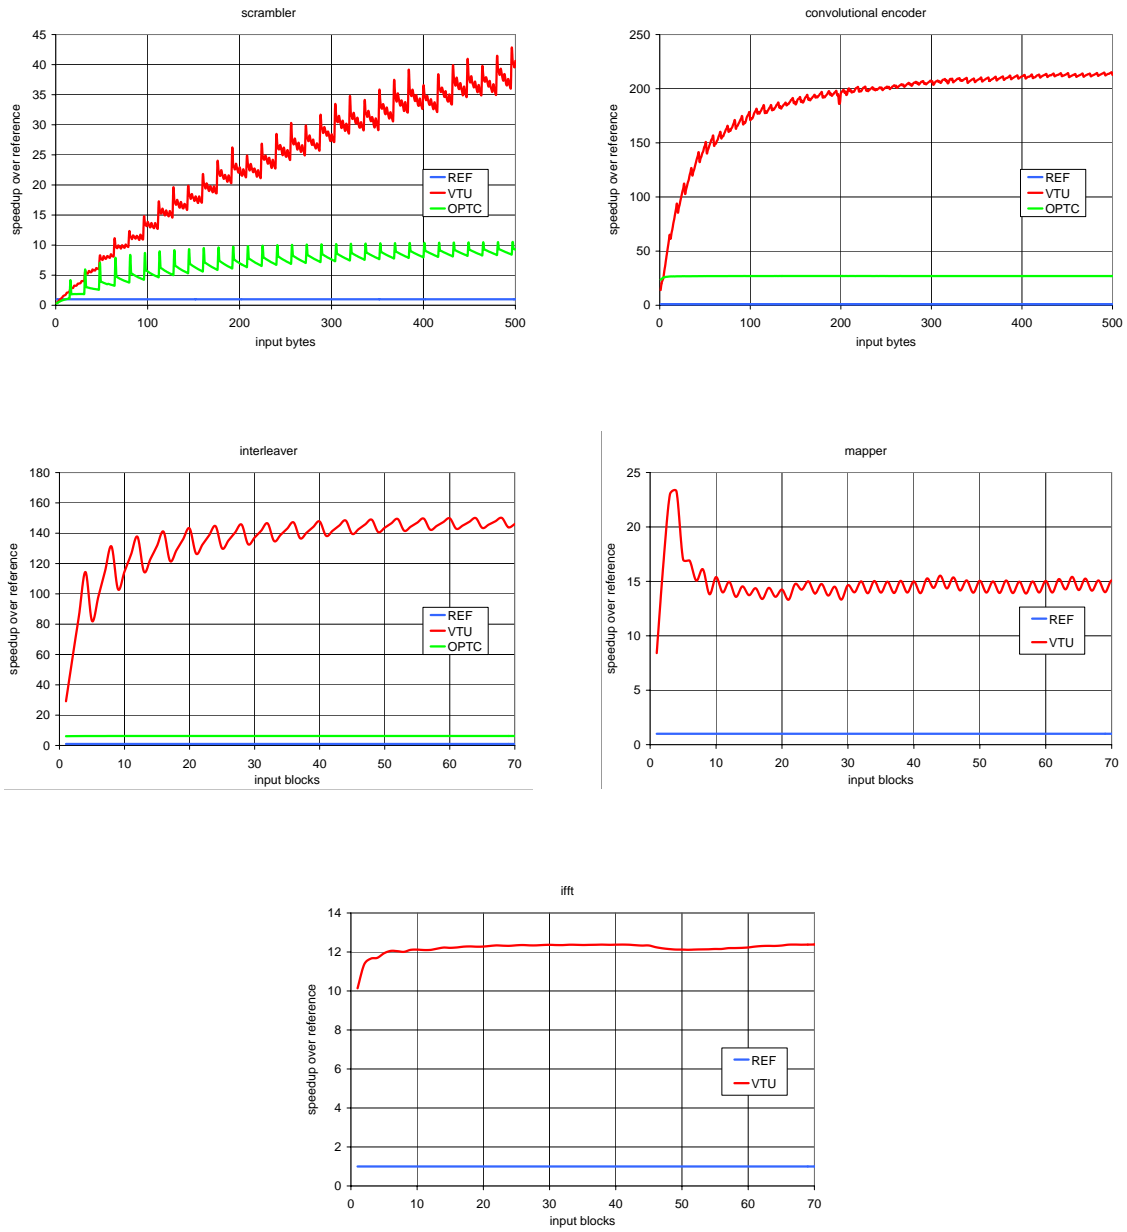 scrambler
45
40
35
30
25
20
15
10
5
0
speedup over reference
REF
VTU
OPTC
0 100 200 300 400 500
input bytes
convolutional encoder
250
200
150
100
50
0
speedup over reference
REF
VTU
OPTC
0 100 200 300 400 500
input bytes
interleaver
180
160
140
120
100
80
60
40
20
0
speedup over reference
REF
VTU
OPTC
0 10 20 30 40 50 60 70
input blocks
mapper
25
20
15
10
5
0
speedup over reference
REF
VTU
0 10 20 30 40 50 60 70
input blocks
ifft
14
12
10
8
6
4
2
0
speedup over reference
REF
VTU
0 10 20 30 40 50 60 70
input blocks